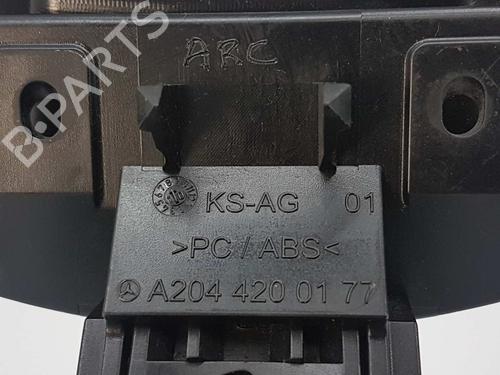 ARC
B-PARTS
KS-AG 01
>PC / ABS<
A204 420 01 77